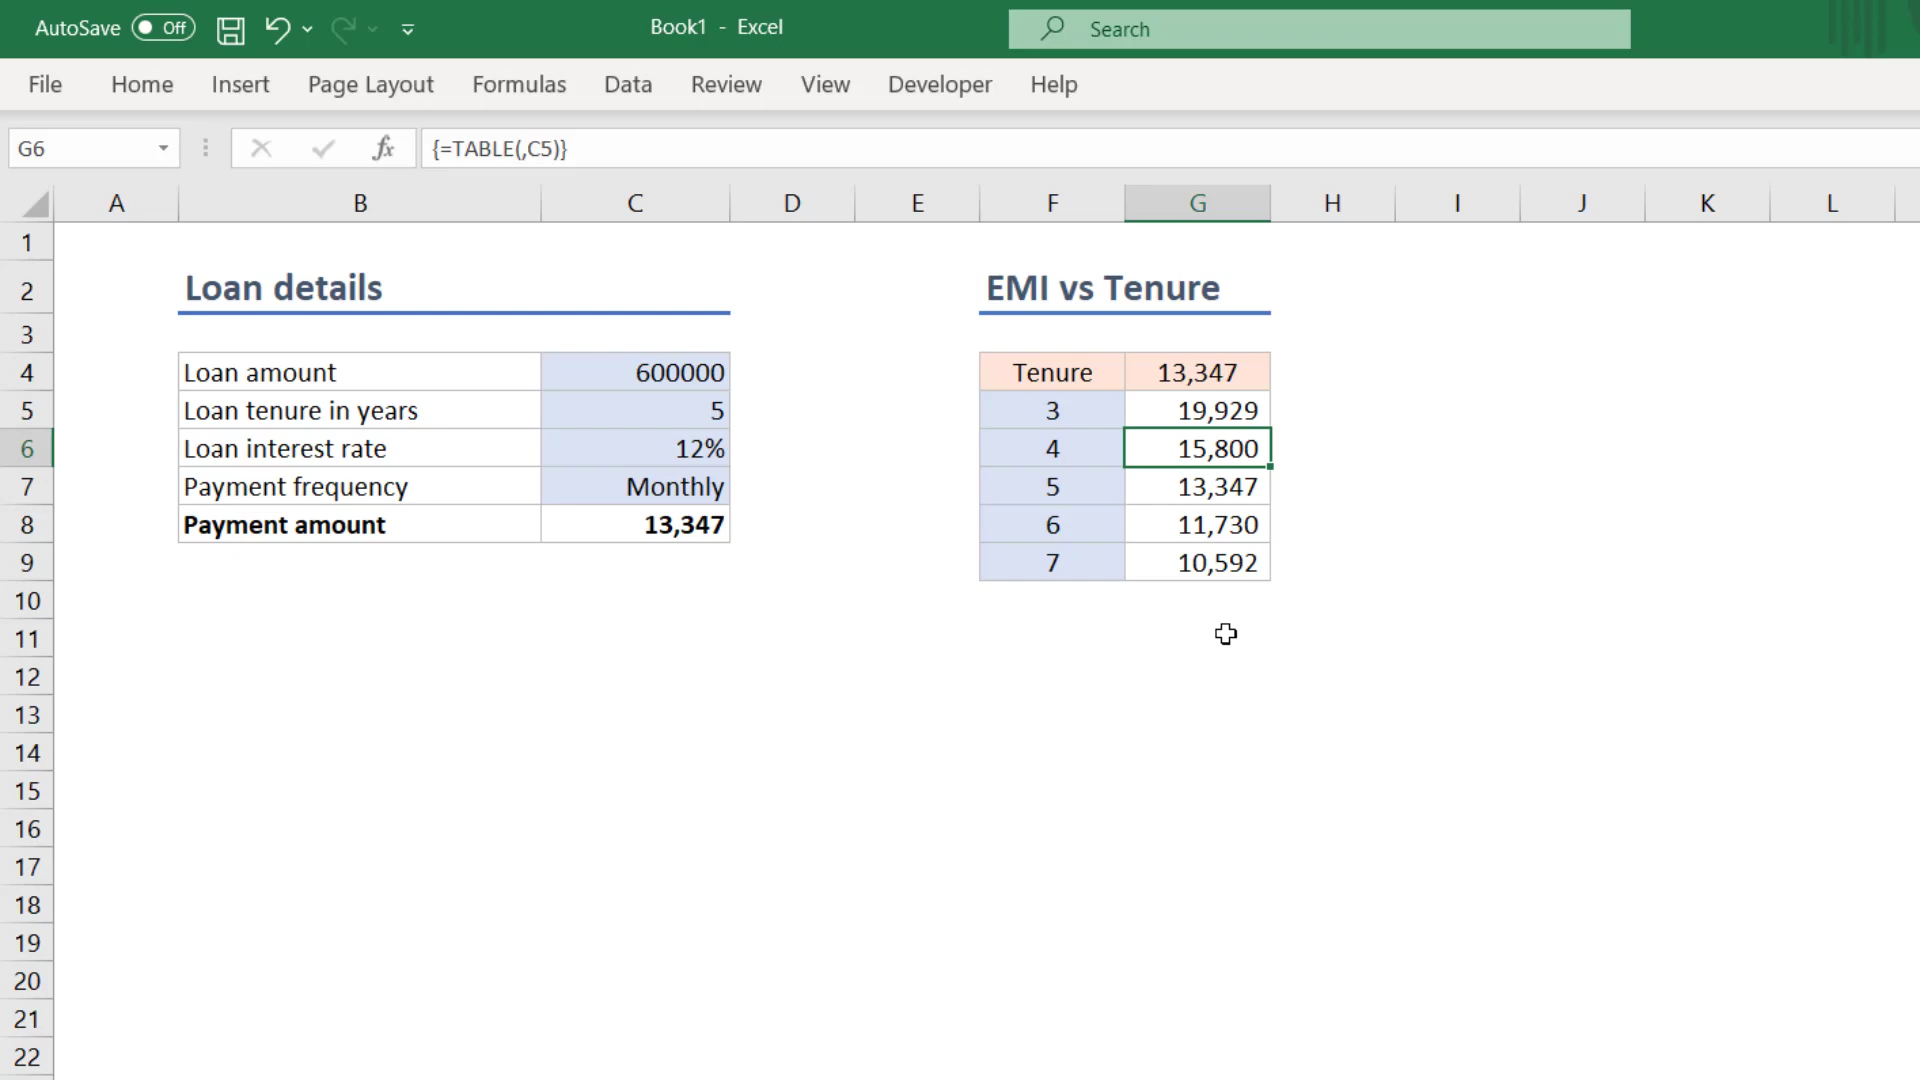 AutoSave Off Book1 - Excel Search
File Home Insert Page Layout Formulas Data Review View Developer Help
G6 fx {=TABLE(,C5)}
A B C D E F G H I J K L
1
2 Loan details EMI vs Tenure
3
4 Loan amount 600000 Tenure 13,347
5 Loan tenure in years 5 3 19,929
6 Loan interest rate 12% 4 15,800
7 Payment frequency Monthly 5 13,347
8 Payment amount 13,347 6 11,730
9 7 10,592
10
11
12
13
14
15
16
17
18
19
20
21
22